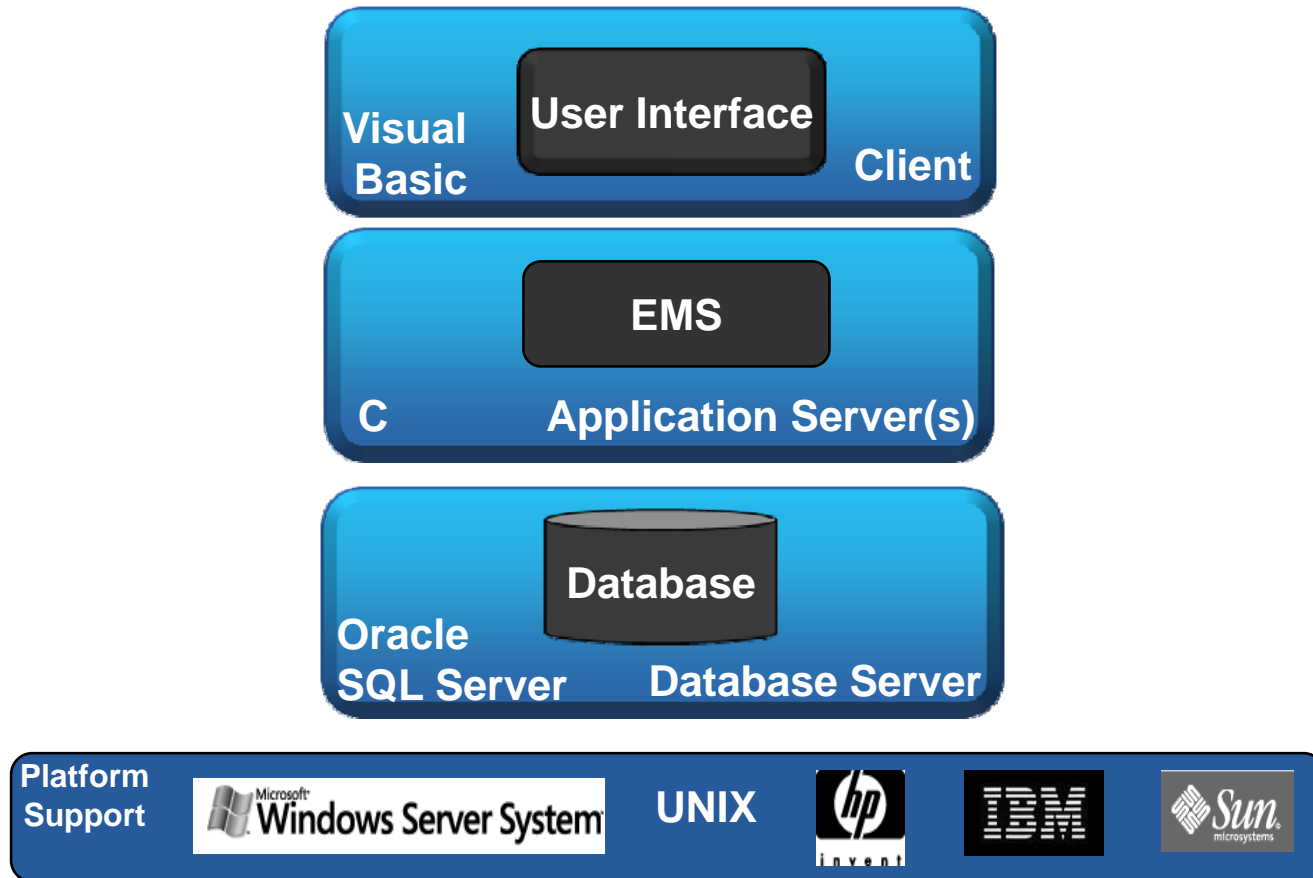 User Interface
Visual
Basic
Client
EMS
C
Application Server(s)
Database
Oracle
SQL Server
Database Server
Platform
Support
Microsoft
Windows Server System
UNIX
hp
invent
IBM
Sun
microsystems